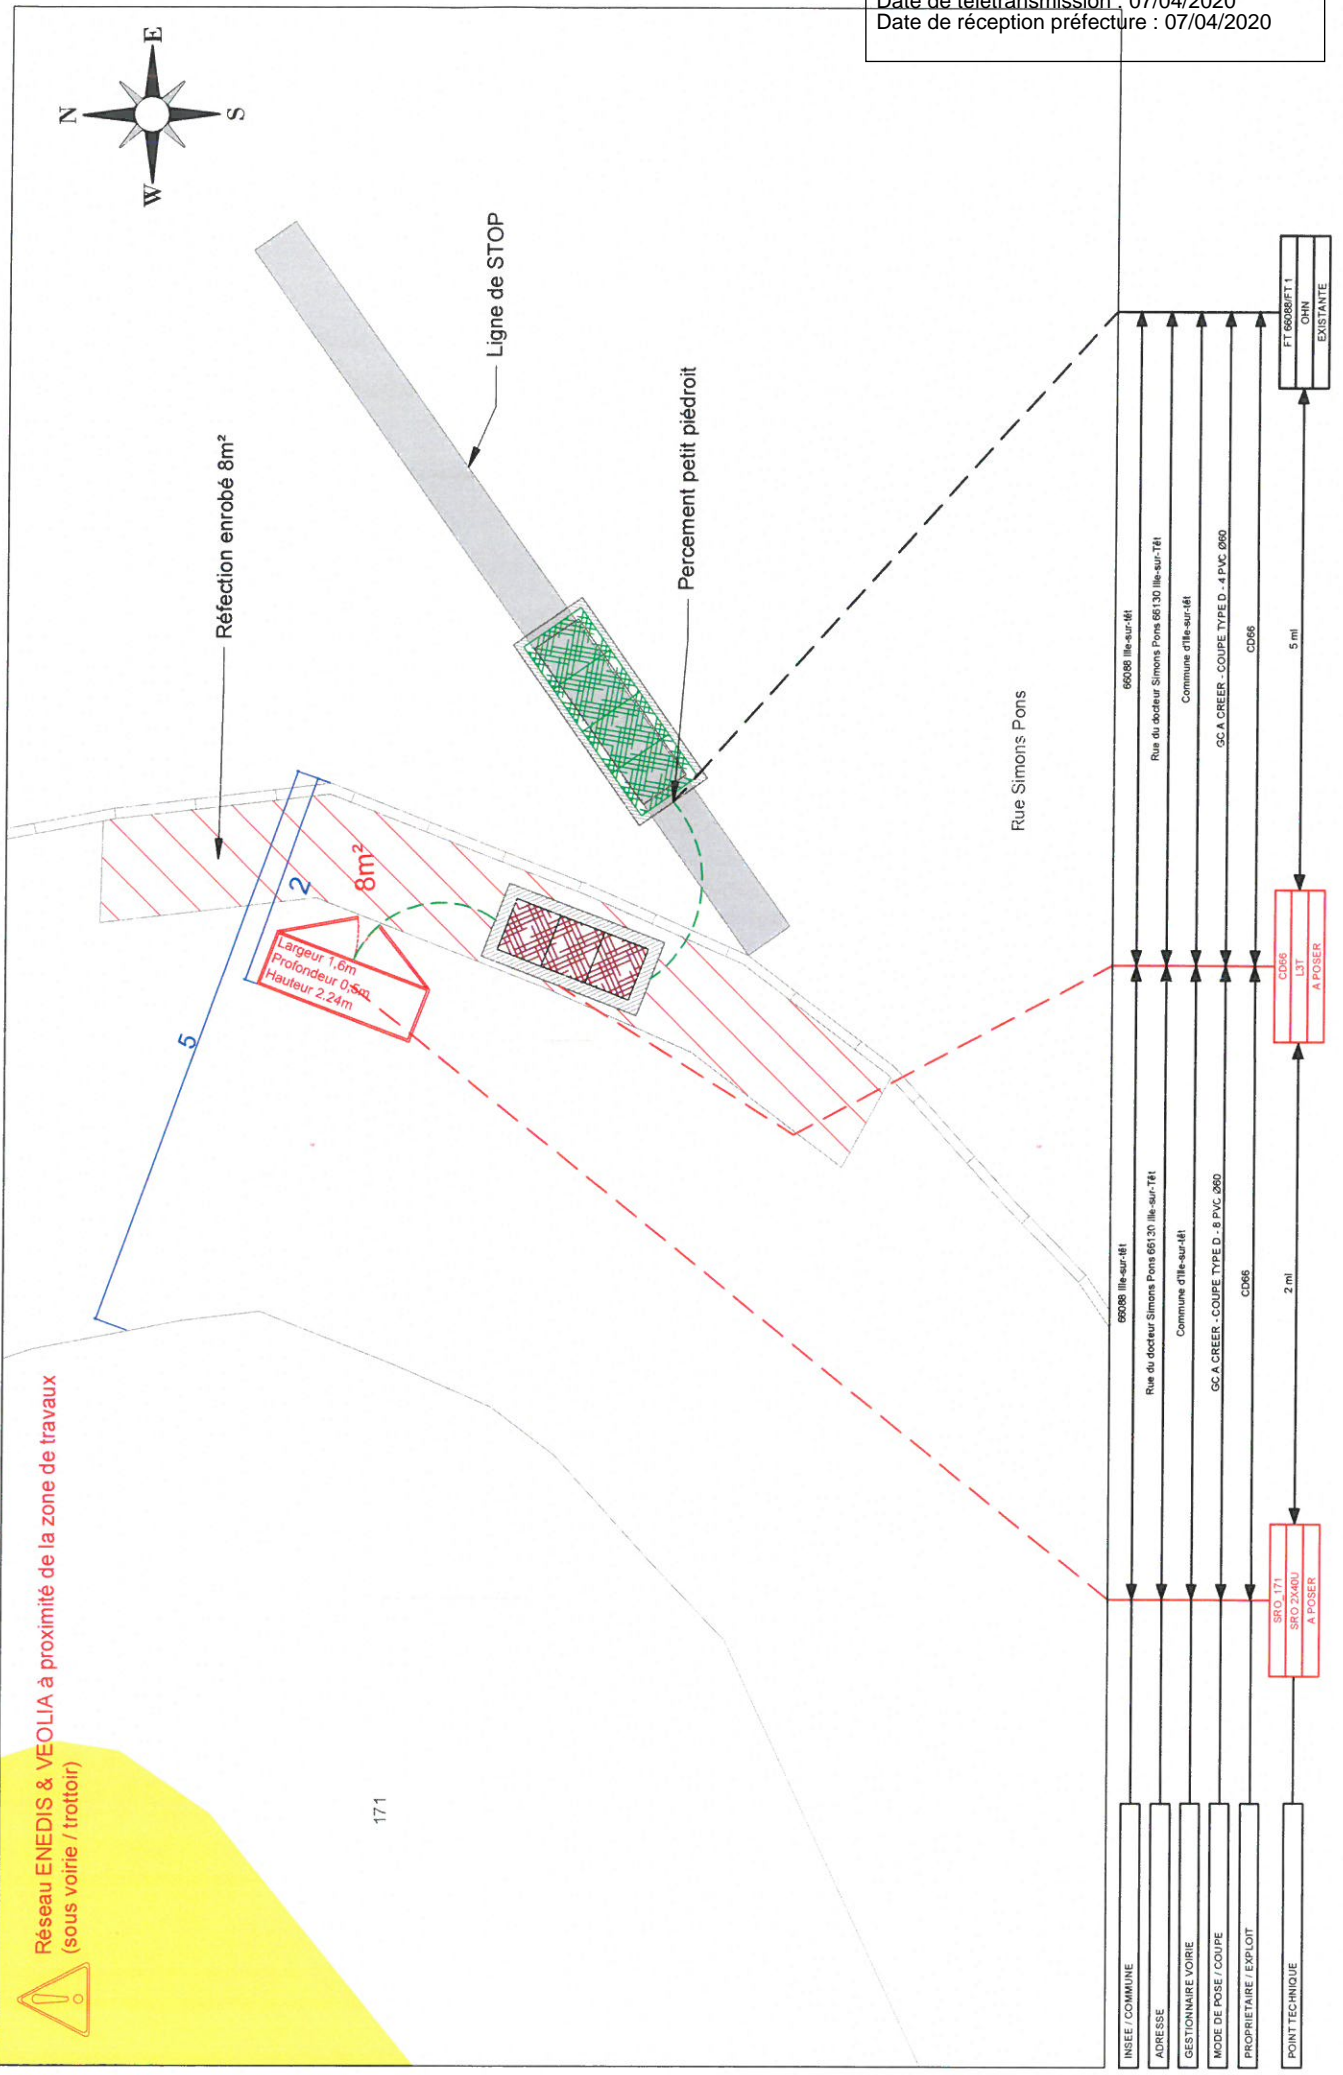 Date de télétransmission : 07/04/2020
Date de réception préfecture : 07/04/2020
Réseau ENEDIS & VEOLIA à proximité de la zone de travaux
(sous voirie / trottoir)
N
E
S
W
Réfection enrobé 8m²
Ligne de STOP
Percement petit piédroit
5
2
8m²
Largeur 1,6m
Profondeur 0,5m
Hauteur 2.24m
171
Rue Simons Pons
INSEE / COMMUNE
66088 Ille-sur-têt
66088 Ille-sur-têt
ADRESSE
Rue du docteur Simons Pons 66130 Ille-sur-Têt
Rue du docteur Simons Pons 66130 Ille-sur-Têt
GESTIONNAIRE VOIRIE
Commune d'Ille-sur-têt
Commune d'Ille-sur-têt
MODE DE POSE / COUPE
GC A CREER - COUPE TYPE D - 8 PVC Ø60
GC A CREER - COUPE TYPE D - 4 PVC Ø60
PROPRIETAIRE / EXPLOIT
CD66
CD66
POINT TECHNIQUE
SRO_171
SRO 2X40U
A POSER
2 ml
CD66
L3T
A POSER
5 ml
FT 66088/FT 1
OHN
EXISTANTE